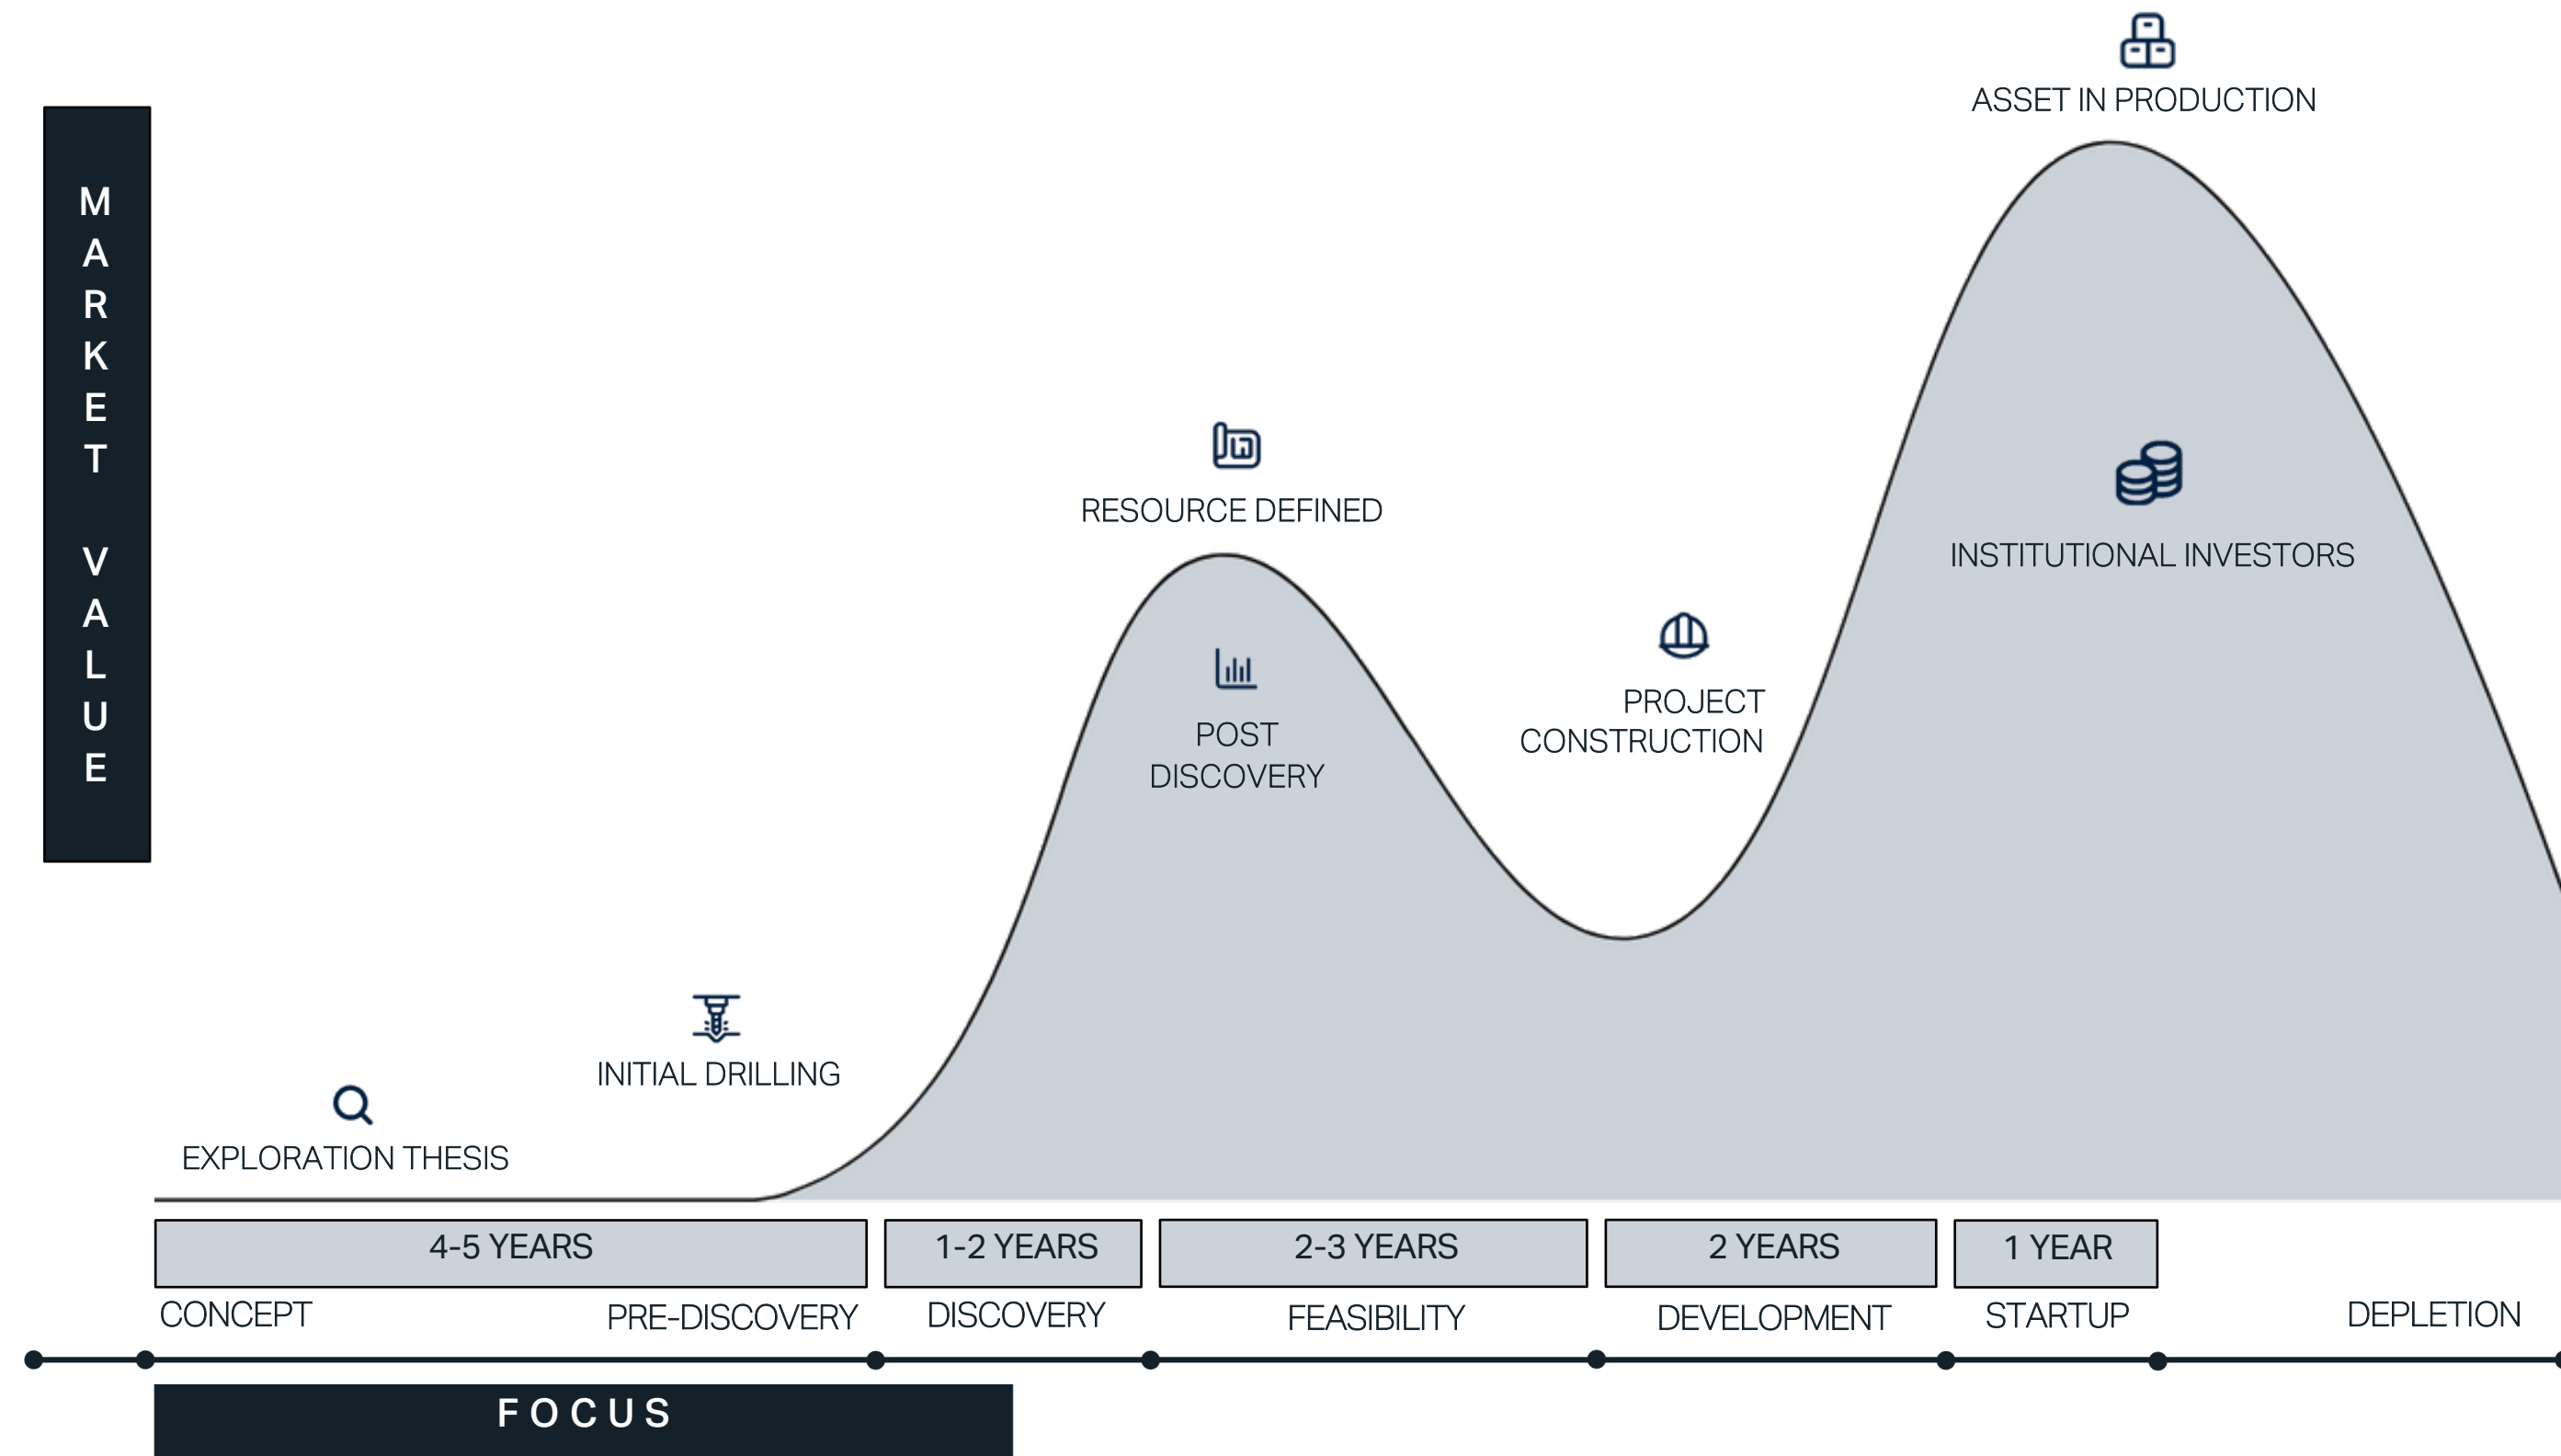 MARKET VALUE
ASSET IN PRODUCTION
RESOURCE DEFINED
INSTITUTIONAL INVESTORS
POST
DISCOVERY
PROJECT
CONSTRUCTION
INITIAL DRILLING
EXPLORATION THESIS
4-5 YEARS
1-2 YEARS
2-3 YEARS
2 YEARS
1 YEAR
CONCEPT
PRE-DISCOVERY
DISCOVERY
FEASIBILITY
DEVELOPMENT
STARTUP
DEPLETION
FOCUS